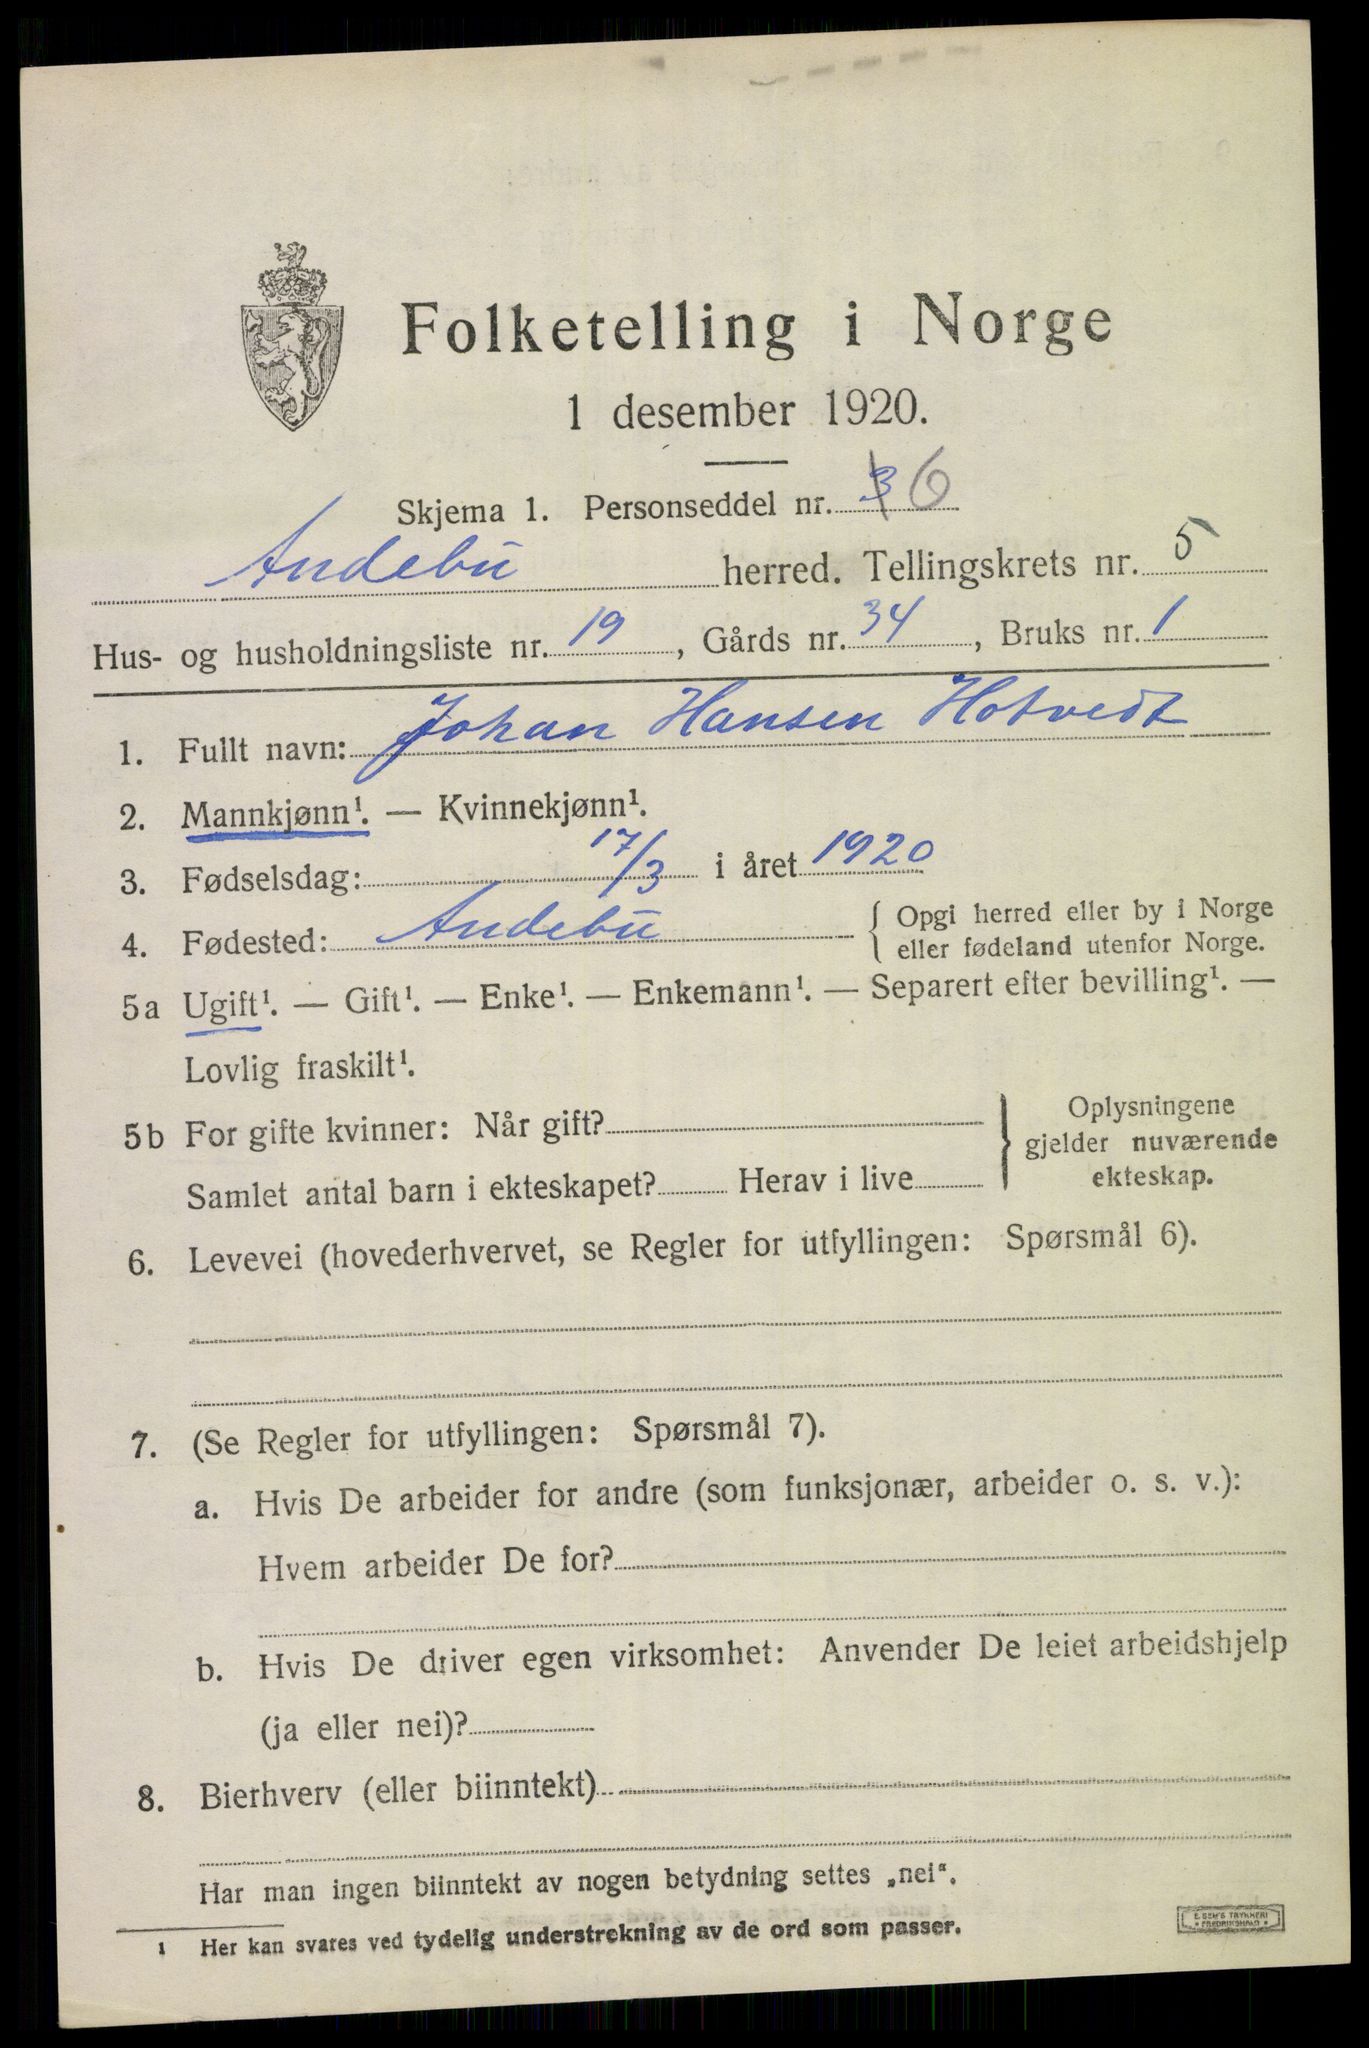 Folketelling i Norge
1 desember 1920.
Skjema 1. Personseddel nr. 3 6
Andebu herred. Tellingskrets nr. 5
Hus- og husholdningsliste nr. 19, Gårds nr. 34, Bruks nr. 1
1. Fullt navn: Johan Hansen Hotvedt
2. Mannkjønn¹. — Kvinnekjønn¹.
3. Fødselsdag: 17/3 i året 1920
4. Fødested: Andebu { Opgi herred eller by i Norge
eller fødeland utenfor Norge.
5a Ugift¹. — Gift¹. — Enke¹. — Enkemann¹. — Separert efter bevilling¹. —
Lovlig fraskilt¹.
5b For gifte kvinner: Når gift?
Samlet antal barn i ekteskapet? Herav i live
} Oplysningene
gjelder nuværende
ekteskap.
6. Levevei (hovederhvervet, se Regler for utfyllingen: Spørsmål 6).
7. (Se Regler for utfyllingen: Spørsmål 7).
a. Hvis De arbeider for andre (som funksjonær, arbeider o. s. v.):
Hvem arbeider De for?
b. Hvis De driver egen virksomhet: Anvender De leiet arbeidshjelp
(ja eller nei)?
8. Bierhverv (eller biinntekt)
Har man ingen biinntekt av nogen betydning settes „nei".
1 Her kan svares ved tydelig understrekning av de ord som passer.
E. SEM'S TRYKKERI
FREDRIKSHALD